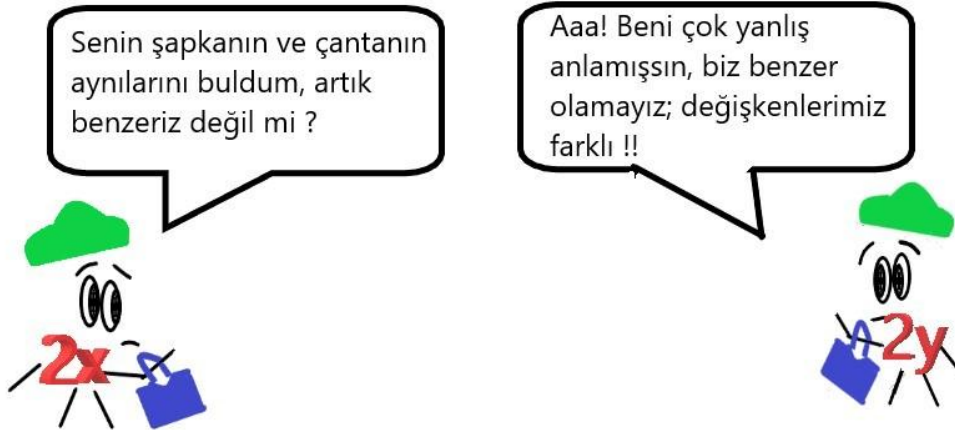 Senin şapkanın ve çantanın
aynılarını buldum, artık
benzeriz değil mi ?
Aaa! Beni çok yanlış
anlamışsın, biz benzer
olamayız; değişkenlerimiz
farklı !!
2x
2y